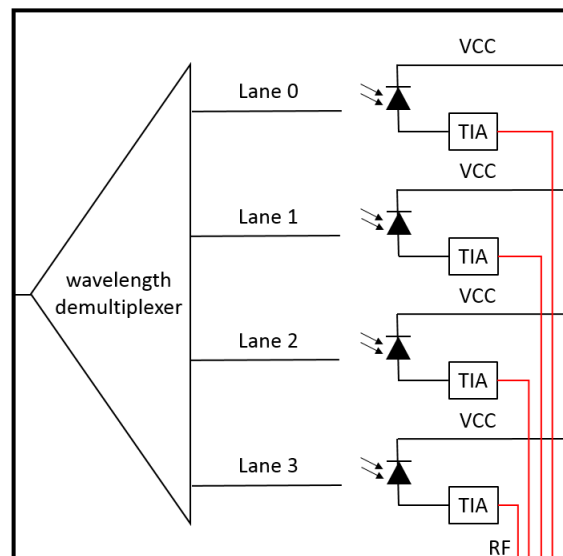 VCC
Lane 0
TIA
VCC
Lane 1
TIA
wavelength
demultiplexer
VCC
Lane 2
TIA
VCC
Lane 3
TIA
RF